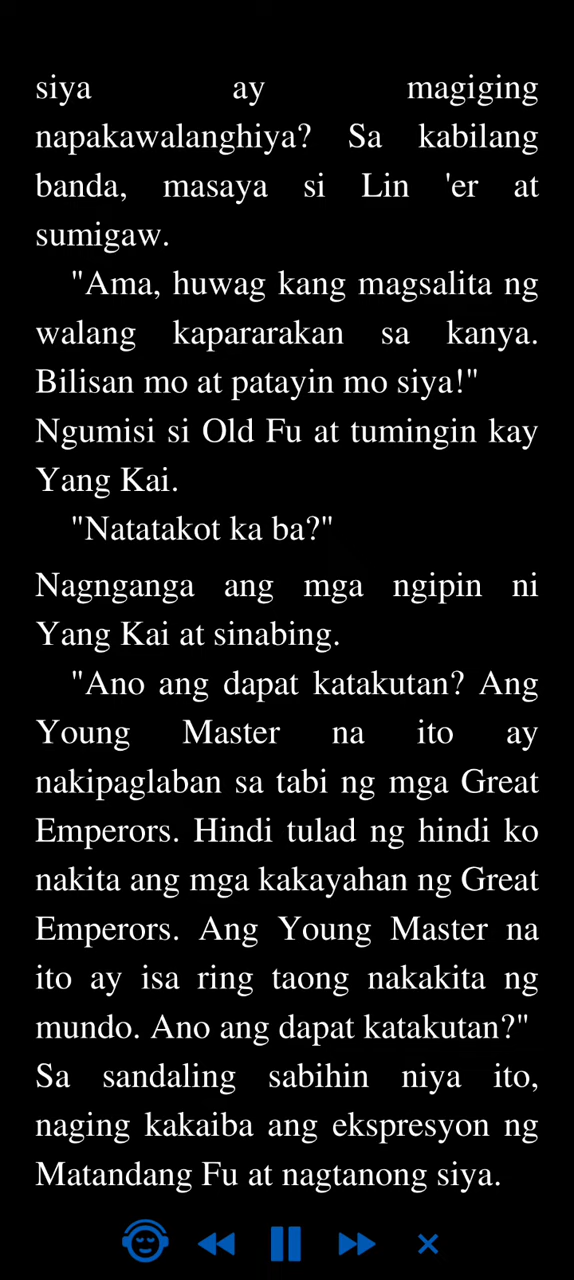 siya ay magiging
napakawalanghiya? Sa kabilang
banda, masaya si Lin 'er at
sumigaw.
"Ama, huwag kang magsalita ng
walang kapararakan sa kanya.
Bilisan mo at patayin mo siya!"
Ngumisi si Old Fu at tumingin kay
Yang Kai.
"Natatakot ka ba?"
Nagnganga ang mga ngipin ni
Yang Kai at sinabing.
"Ano ang dapat katakutan? Ang
Young Master na ito ay
nakipaglaban sa tabi ng mga Great
Emperors. Hindi tulad ng hindi ko
nakita ang mga kakayahan ng Great
Emperors. Ang Young Master na
ito ay isa ring taong nakakita ng
mundo. Ano ang dapat katakutan?"
Sa sandaling sabihin niya ito,
naging kakaiba ang ekspresyon ng
Matandang Fu at nagtanong siya.